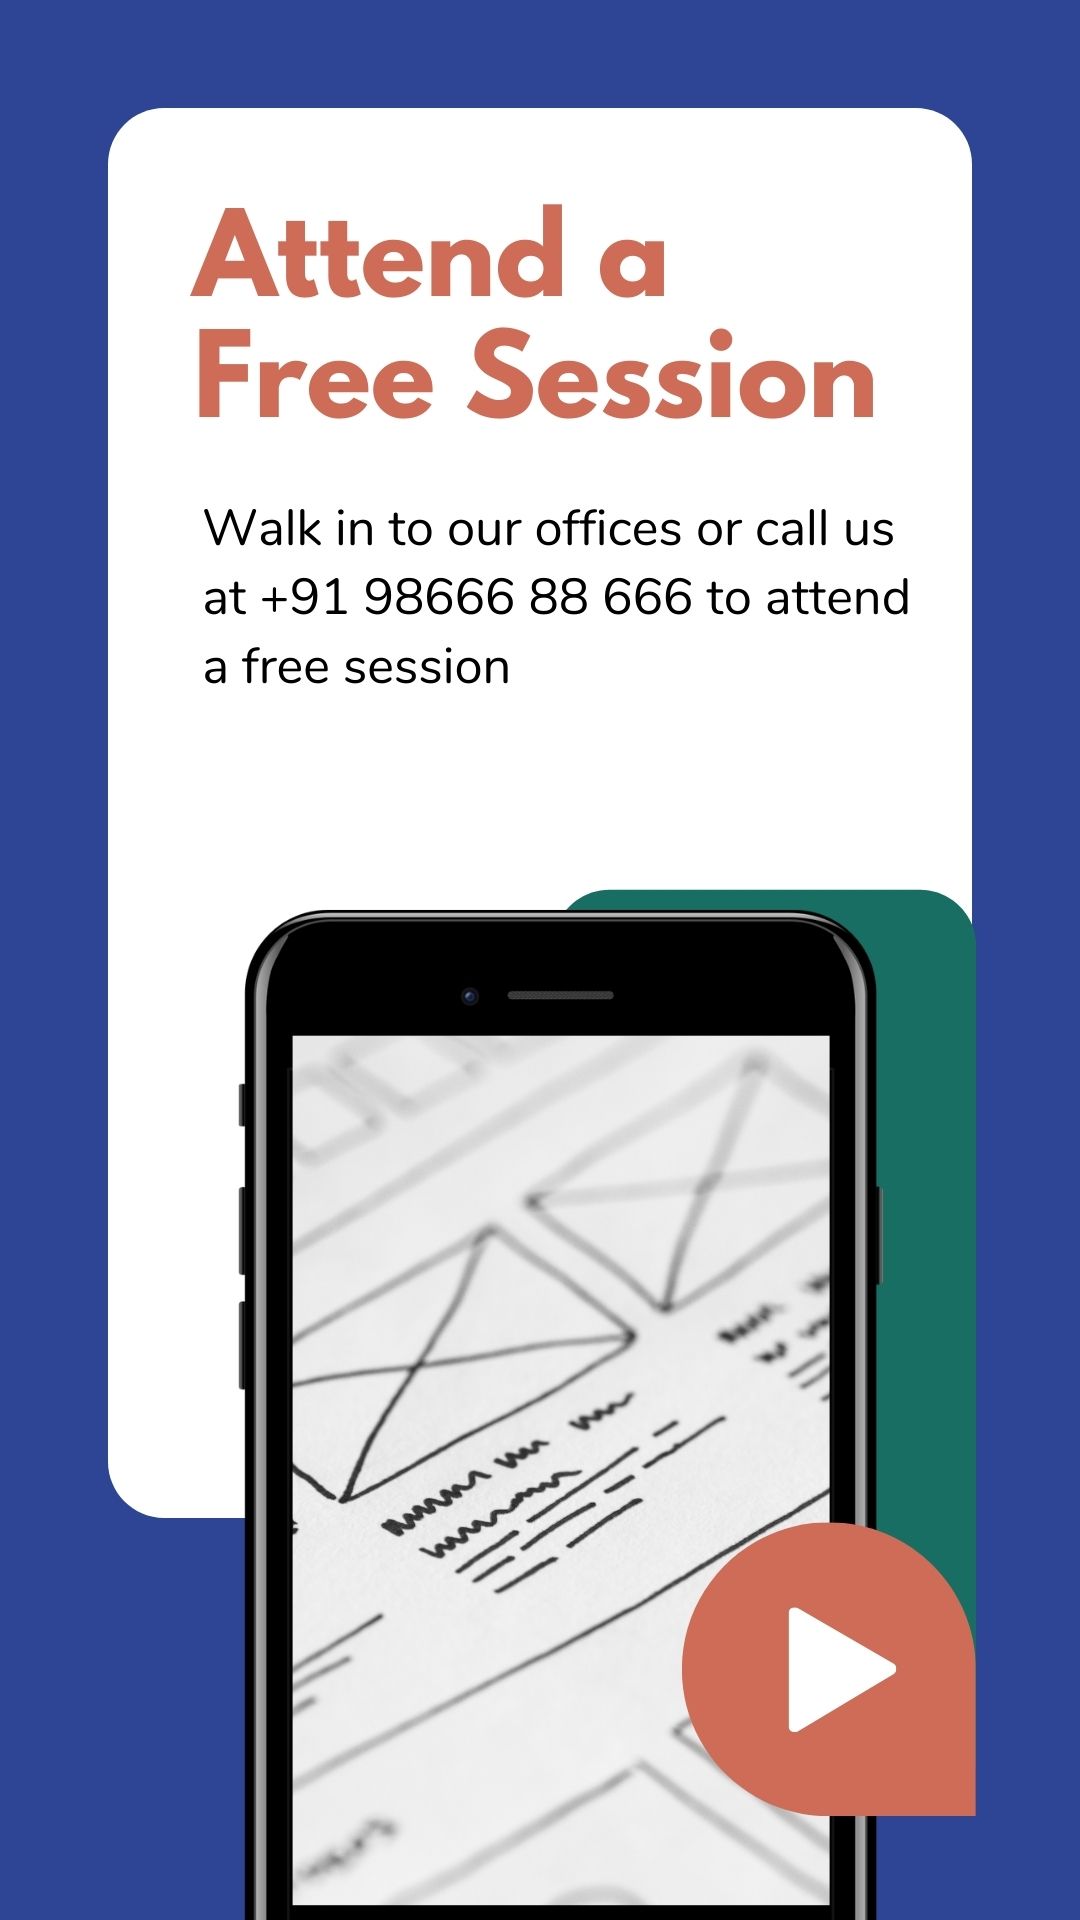 Attend a
Free Session
Walk in to our offices or call us
at +91 98666 88 666 to attend
a free session